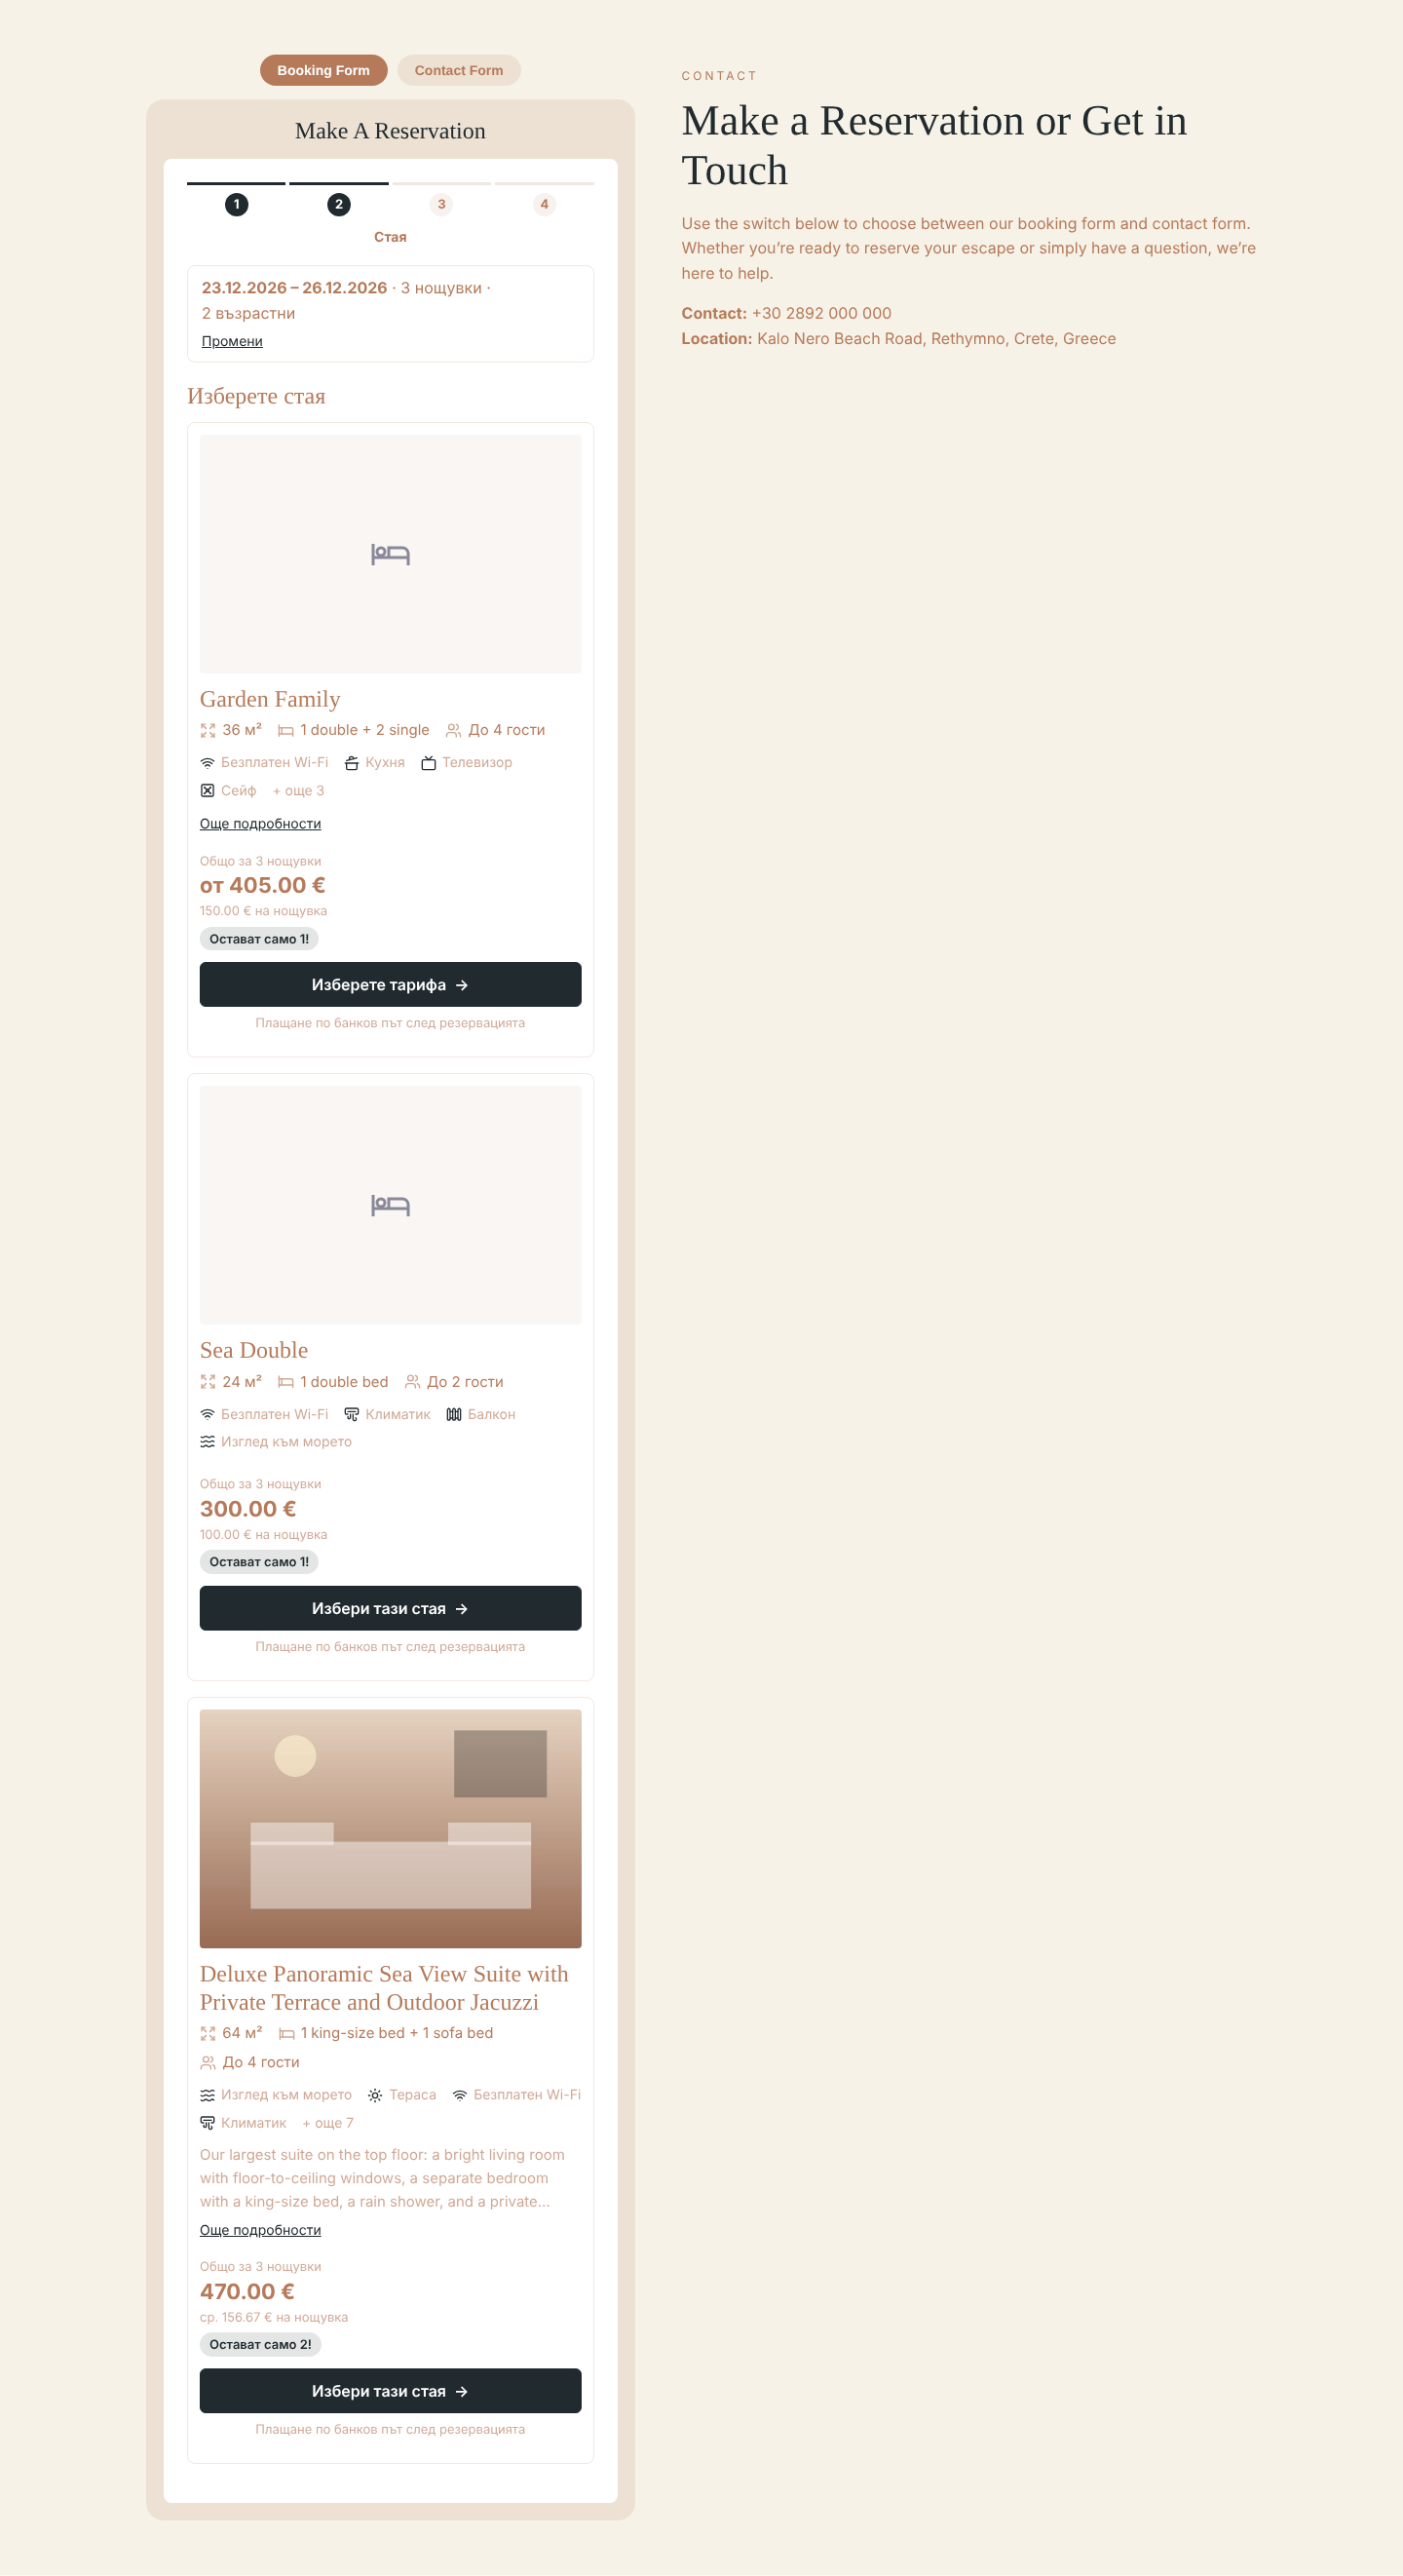 Booking Form
Contact Form
Make A Reservation
1
2
3
4
Стая
23.12.2026 – 26.12.2026 · 3 нощувки ·
2 възрастни
Промени
Изберете стая
Garden Family
36 м² 1 double + 2 single До 4 гости
Безплатен Wi-Fi Кухня Телевизор
Сейф + още 3
Още подробности
Общо за 3 нощувки
от 405.00 €
150.00 € на нощувка
Остават само 1!
Изберете тарифа →
Плащане по банков път след резервацията
Sea Double
24 м² 1 double bed До 2 гости
Безплатен Wi-Fi Климатик Балкон
Изглед към морето
Общо за 3 нощувки
300.00 €
100.00 € на нощувка
Остават само 1!
Избери тази стая →
Плащане по банков път след резервацията
Deluxe Panoramic Sea View Suite with
Private Terrace and Outdoor Jacuzzi
64 м² 1 king-size bed + 1 sofa bed
До 4 гости
Изглед към морето Тераса Безплатен Wi-Fi
Климатик + още 7
Our largest suite on the top floor: a bright living room
with floor-to-ceiling windows, a separate bedroom
with a king-size bed, a rain shower, and a private...
Още подробности
Общо за 3 нощувки
470.00 €
ср. 156.67 € на нощувка
Остават само 2!
Избери тази стая →
Плащане по банков път след резервацията
CONTACT
Make a Reservation or Get in
Touch
Use the switch below to choose between our booking form and contact form.
Whether you’re ready to reserve your escape or simply have a question, we’re
here to help.
Contact: +30 2892 000 000
Location: Kalo Nero Beach Road, Rethymno, Crete, Greece